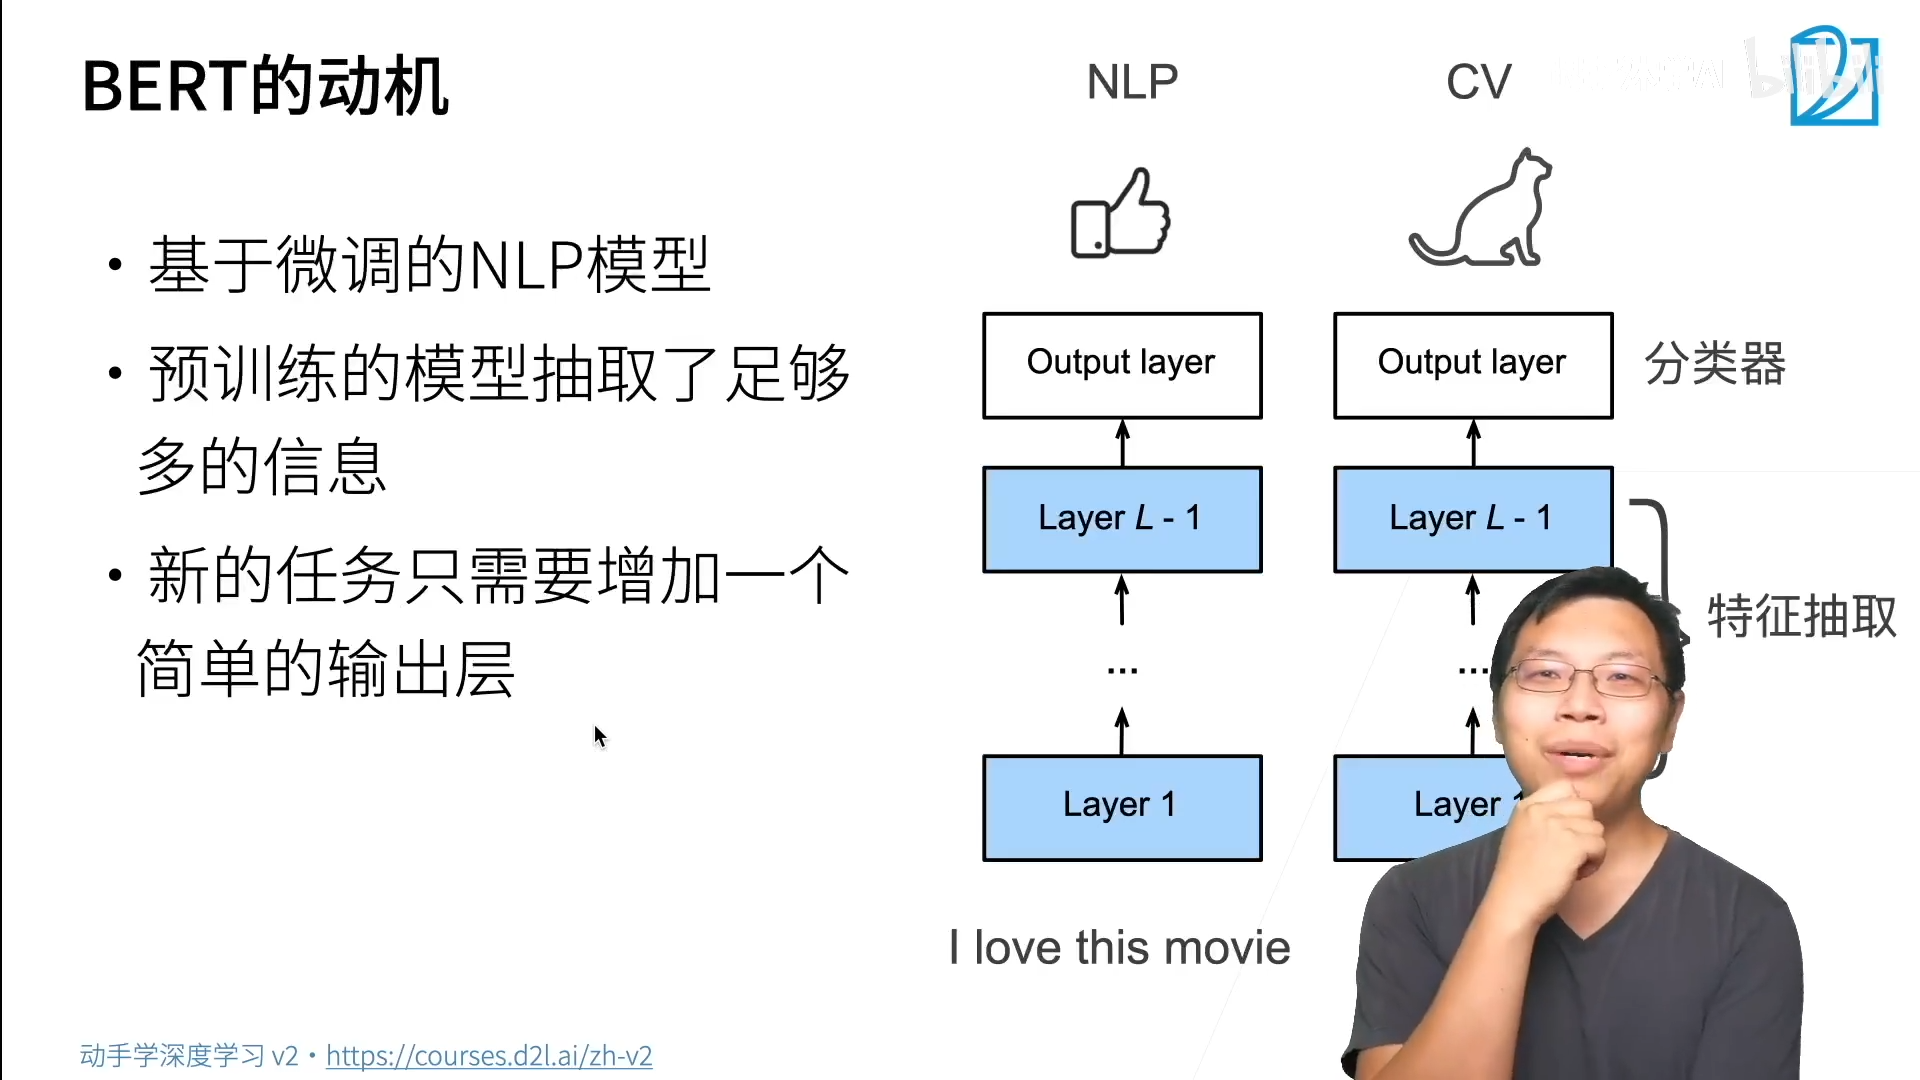 BERT的动机
• 基于微调的NLP模型
• 预训练的模型抽取了足够
多的信息
• 新的任务只需要增加一个
简单的输出层
NLP
CV
Output layer
Output layer
分类器
Layer L - 1
Layer L - 1
特征抽取
...
...
Layer 1
Layer
I love this movie
动手学深度学习 v2 • https://courses.d2l.ai/zh-v2
bilibili